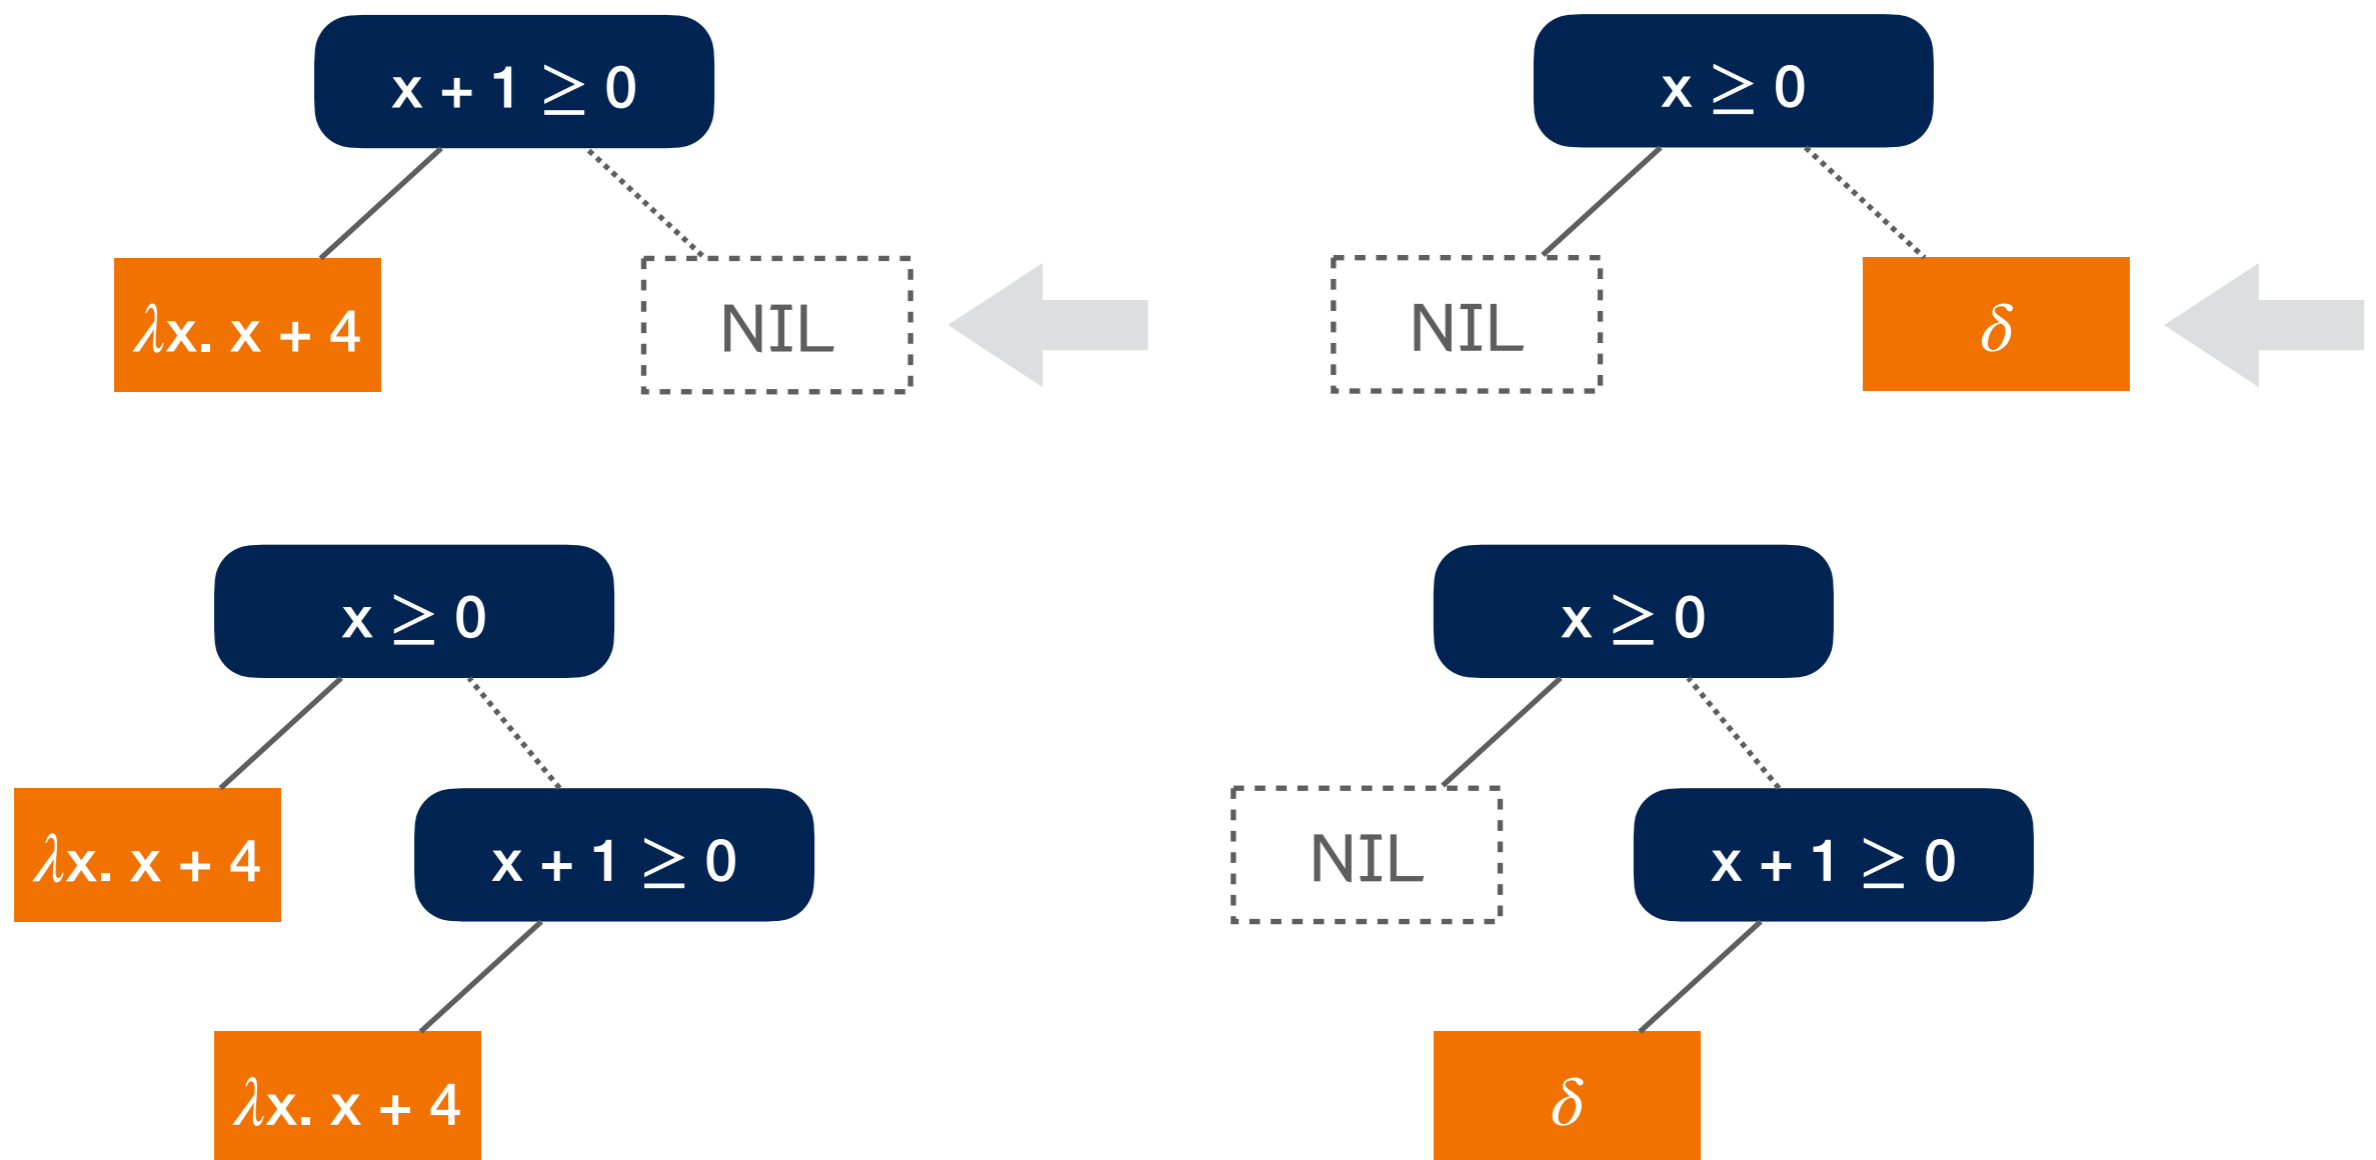 x + 1 ≥ 0
x ≥ 0
λx. x + 4
NIL
NIL
δ
x ≥ 0
x ≥ 0
λx. x + 4
x + 1 ≥ 0
NIL
x + 1 ≥ 0
λx. x + 4
δ